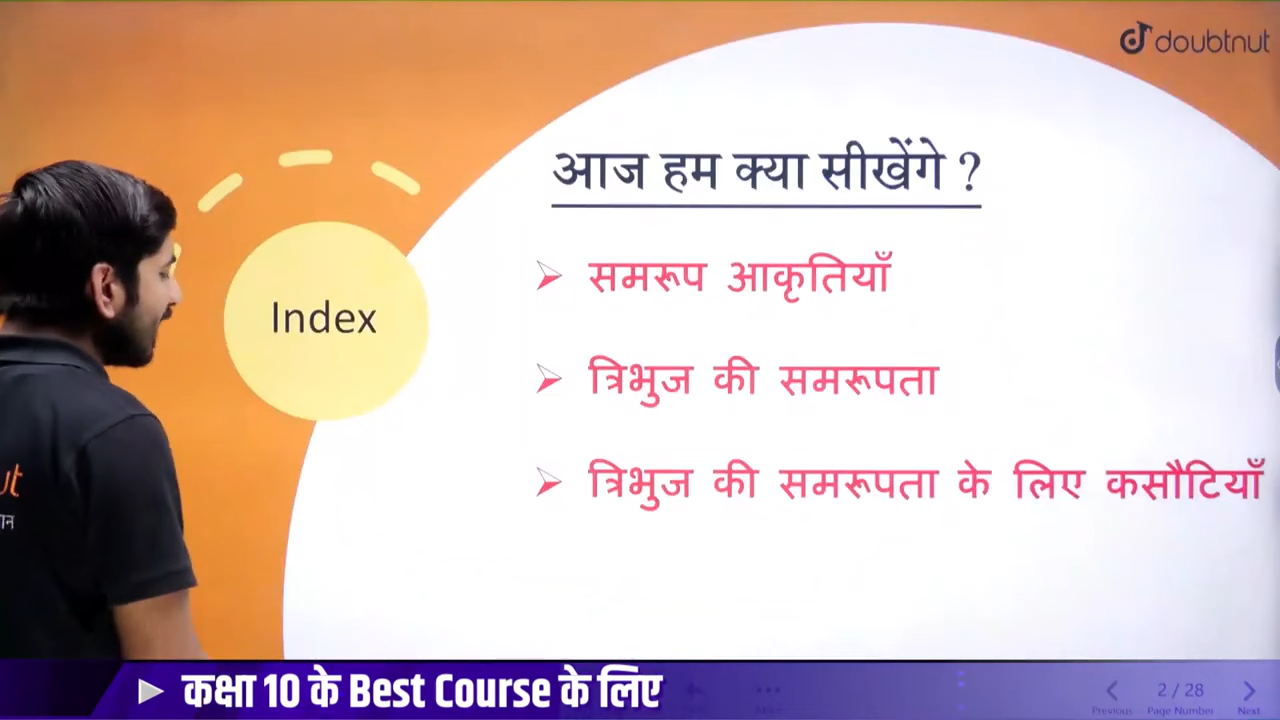 doubtnut
आज हम क्या सीखेंगे ?
Index
समरूप आकृतियाँ
त्रिभुज की समरूपता
त्रिभुज की समरूपता के लिए कसौटियाँ
कक्षा 10 के Best Course के लिए
2 / 28
Previous Page Number Next